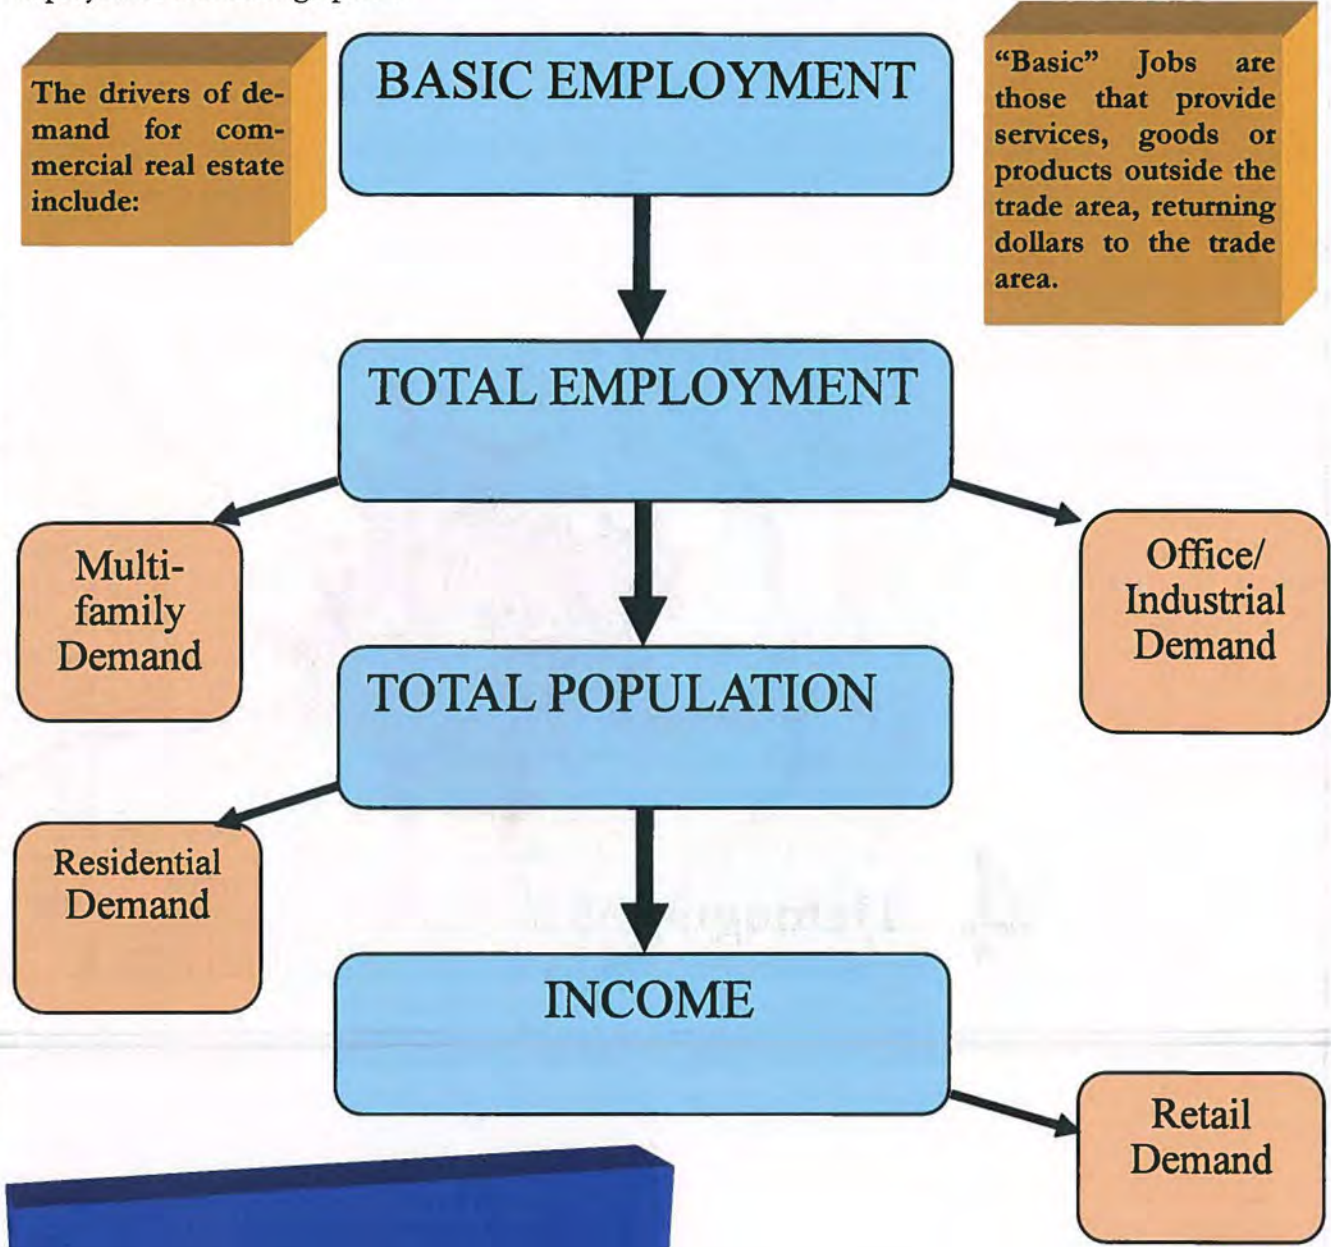 The drivers of de-
mand for com-
mercial real estate
include:
BASIC EMPLOYMENT
“Basic” Jobs are
those that provide
services, goods or
products outside the
trade area, returning
dollars to the trade
area.
TOTAL EMPLOYMENT
Multi-
family
Demand
Office/
Industrial
Demand
TOTAL POPULATION
Residential
Demand
INCOME
Retail
Demand